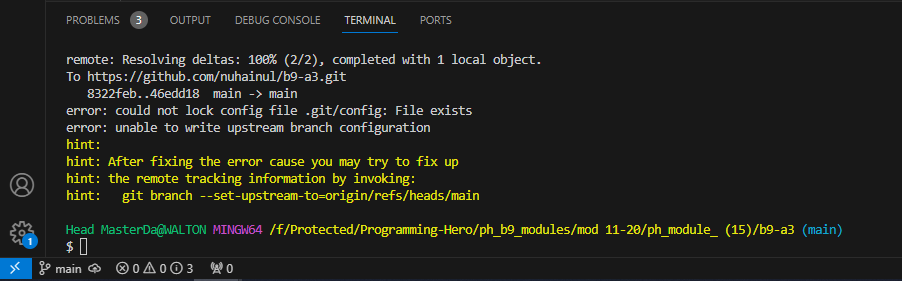 PROBLEMS 3 OUTPUT DEBUG CONSOLE TERMINAL PORTS
remote: Resolving deltas: 100% (2/2), completed with 1 local object.
To https://github.com/nuhainul/b9-a3.git
   8322feb..46edd18  main -> main
error: could not lock config file .git/config: File exists
error: unable to write upstream branch configuration
hint:
hint: After fixing the error cause you may try to fix up
hint: the remote tracking information by invoking:
hint:   git branch --set-upstream-to=origin/refs/heads/main
Head MasterDa@WALTON MINGW64 /f/Protected/Programming-Hero/ph_b9_modules/mod 11-20/ph_module_ (15)/b9-a3 (main)
$
1
main 0 0 3 0